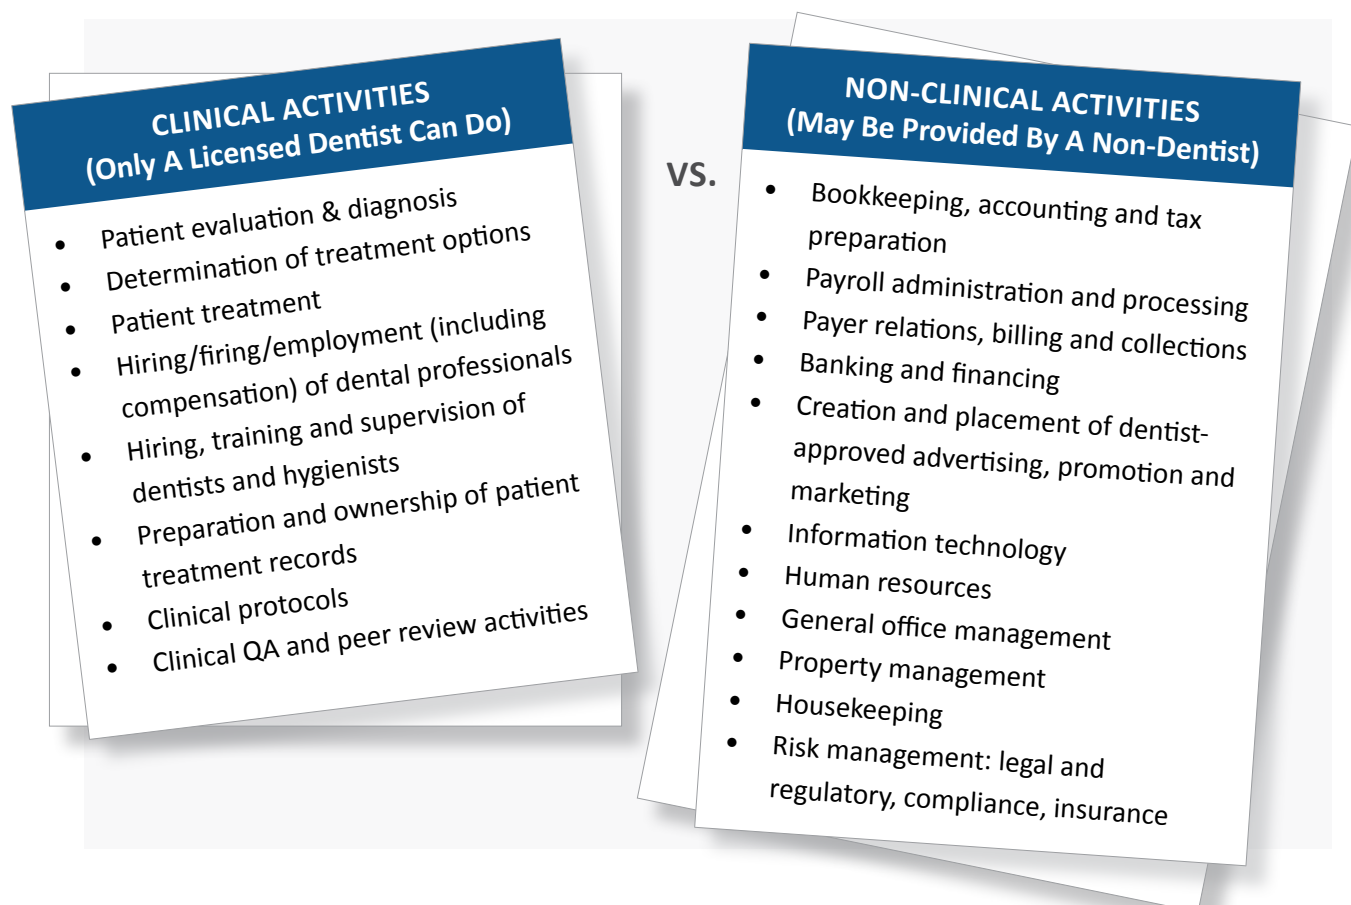 CLINICAL ACTIVITIES
(Only A Licensed Dentist Can Do)
• Patient evaluation & diagnosis
• Determination of treatment options
• Patient treatment
• Hiring/firing/employment (including
compensation) of dental professionals
• Hiring, training and supervision of
dentists and hygienists
• Preparation and ownership of patient
treatment records
• Clinical protocols
• Clinical QA and peer review activities
VS.
NON-CLINICAL ACTIVITIES
(May Be Provided By A Non-Dentist)
• Bookkeeping, accounting and tax
preparation
• Payroll administration and processing
• Payer relations, billing and collections
• Banking and financing
• Creation and placement of dentist-
approved advertising, promotion and
marketing
• Information technology
• Human resources
• General office management
• Property management
• Housekeeping
• Risk management: legal and
regulatory, compliance, insurance